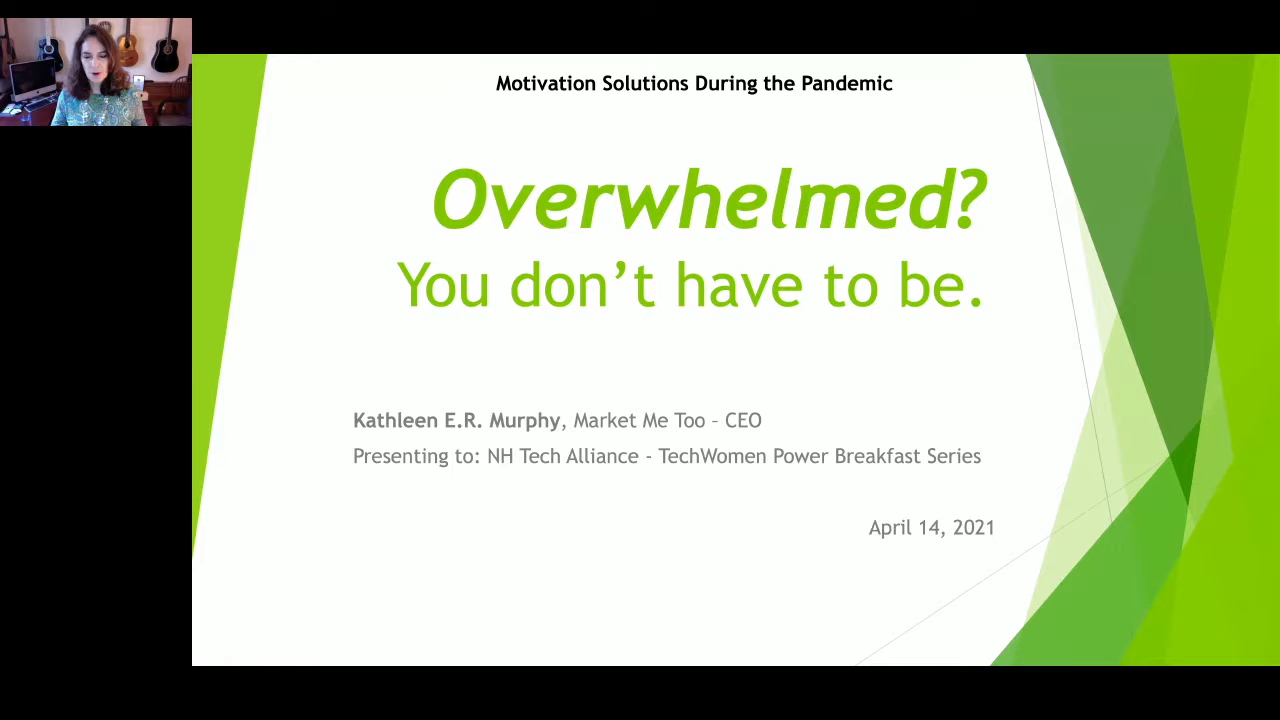 Motivation Solutions During the Pandemic
Overwhelmed?
You don’t have to be.
Kathleen E.R. Murphy, Market Me Too – CEO
Presenting to: NH Tech Alliance - TechWomen Power Breakfast Series
April 14, 2021